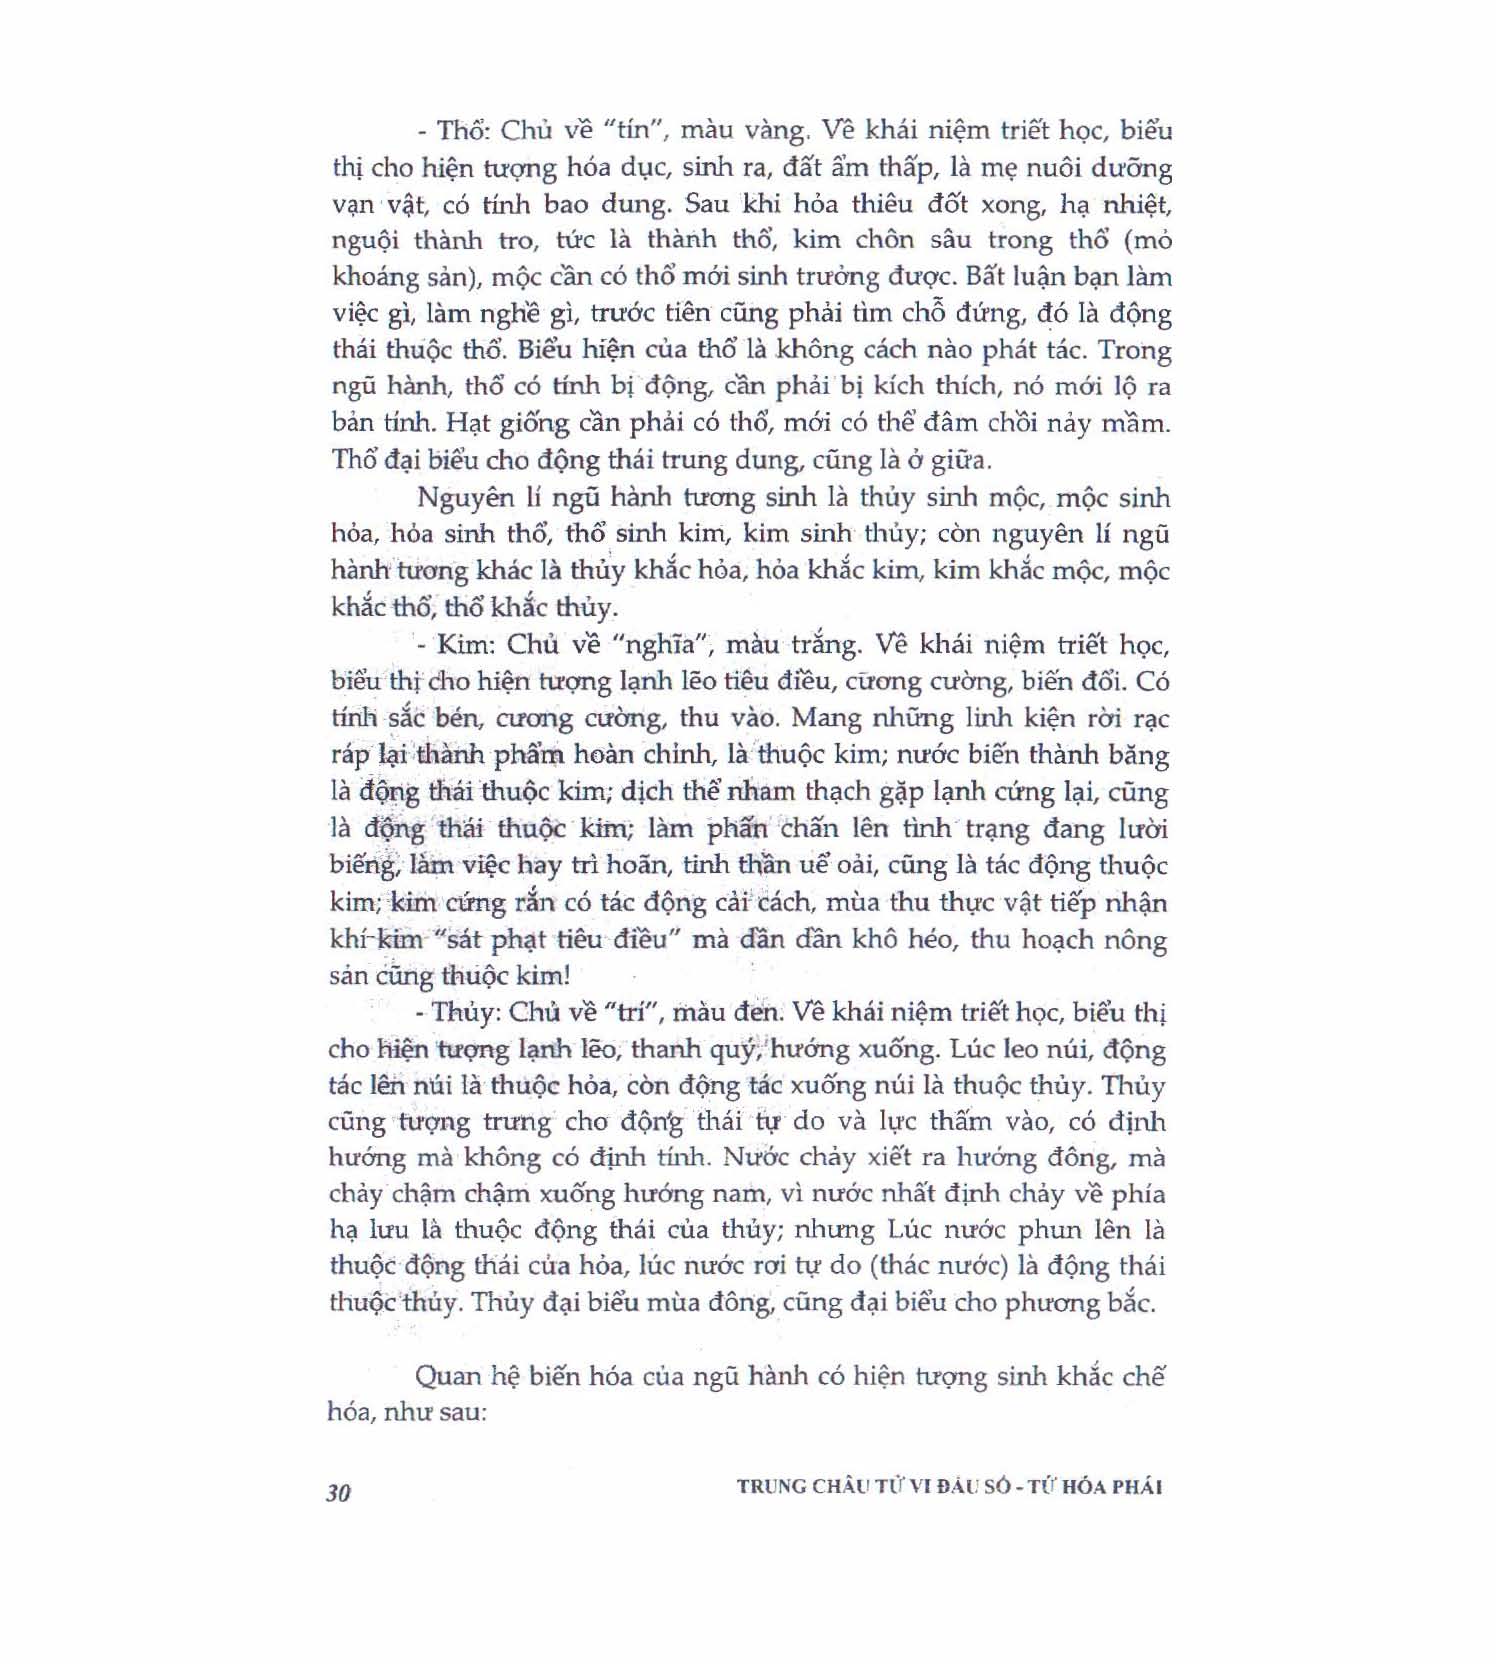 - Thổ: Chủ về "tín", màu vàng. Về khái niệm triết học, biểu
thị cho hiện tượng hóa dục, sinh ra, đất ẩm thấp, là mẹ nuôi dưỡng
vạn vật, có tính bao dung. Sau khi hỏa thiêu đốt xong, hạ nhiệt,
nguội thành tro, tức là thành thổ, kim chôn sâu trong thổ (mỏ
khoáng sản), mộc cần có thổ mới sinh trưởng được. Bất luận bạn làm
việc gì, làm nghề gì, trước tiên cũng phải tìm chỗ đứng, đó là động
thái thuộc thổ. Biểu hiện của thổ là không cách nào phát tác. Trong
ngũ hành, thổ có tính bị động, cần phải bị kích thích, nó mới lộ ra
bản tính. Hạt giống cần phải có thổ, mới có thể đâm chồi nảy mầm.
Thổ đại biểu cho động thái trung dung, cũng là ở giữa.
Nguyên lí ngũ hành tương sinh là thủy sinh mộc, mộc sinh
hỏa, hỏa sinh thổ, thổ sinh kim, kim sinh thủy; còn nguyên lí ngũ
hành tương khác là thủy khắc hỏa, hỏa khắc kim, kim khắc mộc, mộc
khắc thổ, thổ khắc thủy.
- Kim: Chủ về "nghĩa", màu trắng. Về khái niệm triết học,
biểu thị cho hiện tượng lạnh lẽo tiêu điều, cương cường, biến đổi. Có
tính sắc bén, cương cường, thu vào. Mang những linh kiện rời rạc
ráp lại thành phẩm hoàn chỉnh, là thuộc kim; nước biến thành băng
là động thái thuộc kim; dịch thể nham thạch gặp lạnh cứng lại, cũng
là động thái thuộc kim; làm phấn chấn lên tình trạng đang lười
biếng, làm việc hay trì hoãn, tinh thần uể oải, cũng là tác động thuộc
kim; kim cứng rắn có tác động cải cách, mùa thu thực vật tiếp nhận
khí kim "sát phạt tiêu điều" mà dần dần khô héo, thu hoạch nông
sản cũng thuộc kim!
- Thủy: Chủ về "trí", màu đen. Về khái niệm triết học, biểu thị
cho hiện tượng lạnh lẽo, thanh quý, hướng xuống. Lúc leo núi, động
tác lên núi là thuộc hỏa, còn động tác xuống núi là thuộc thủy. Thủy
cũng tượng trưng cho động thái tự do và lực thấm vào, có định
hướng mà không có định tính. Nước chảy xiết ra hướng đông, mà
chảy chậm chậm xuống hướng nam, vì nước nhất định chảy về phía
hạ lưu là thuộc động thái của thủy; nhưng Lúc nước phun lên là
thuộc động thái của hỏa, lúc nước rơi tự do (thác nước) là động thái
thuộc thủy. Thủy đại biểu mùa đông, cũng đại biểu cho phương bắc.
Quan hệ biến hóa của ngũ hành có hiện tượng sinh khắc chế
hóa, như sau:
30 TRUNG CHÂU TỬ VI ĐẨU SỐ - TỨ HÓA PHÁI